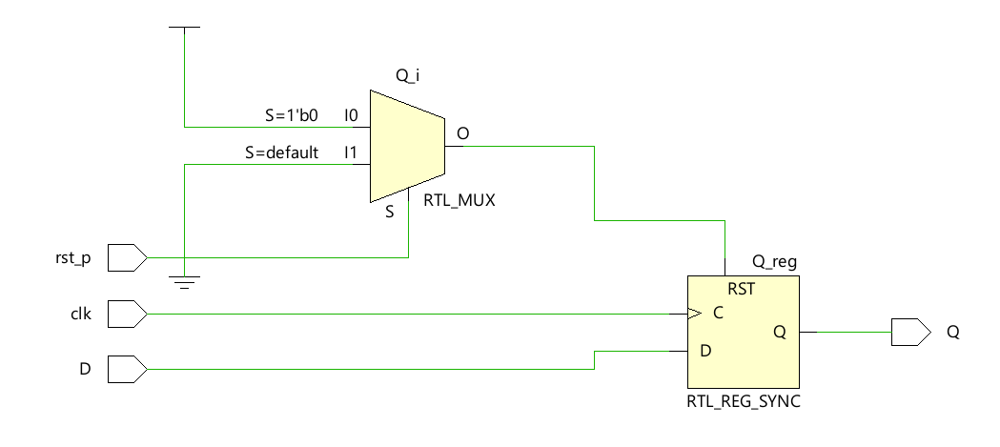 Q_i
S=1'b0 I0
O
S=default I1
S
RTL_MUX
rst_p
Q_reg
RST
clk
C
Q
Q
D
D
RTL_REG_SYNC